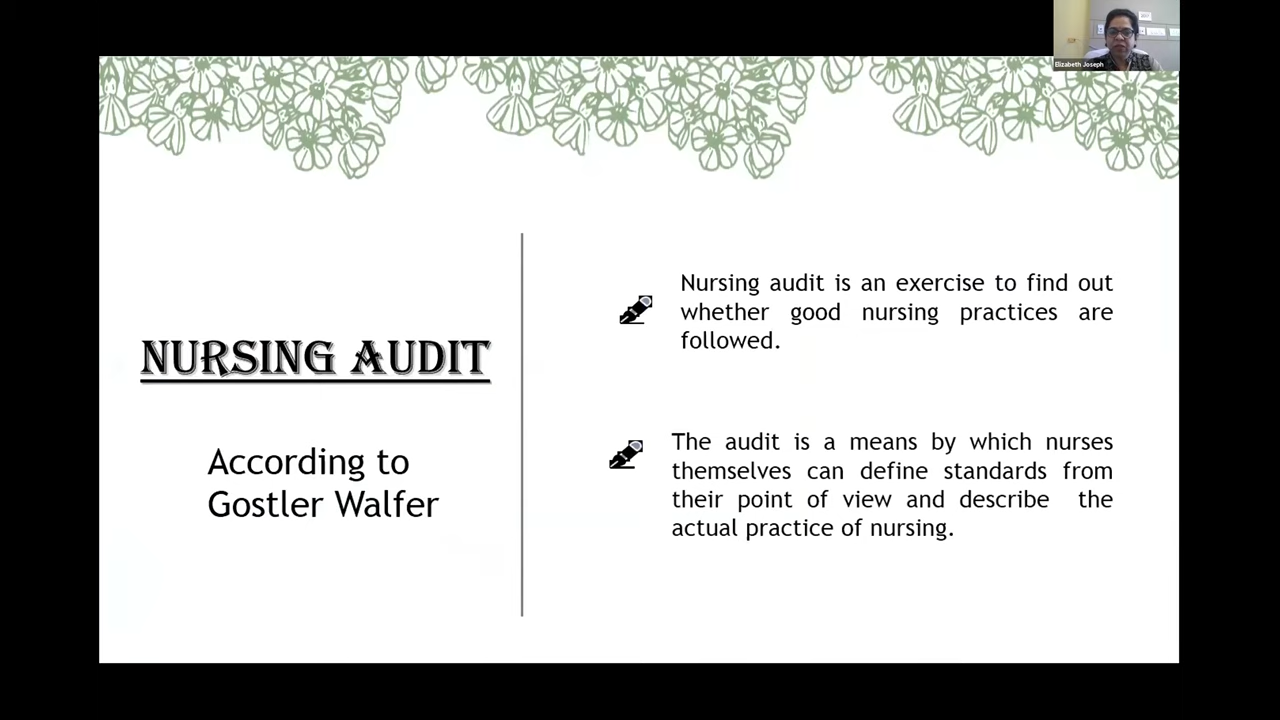 Elizabeth Joseph
NURSING AUDIT
According to
Gostler Walfer
Nursing audit is an exercise to find out
whether good nursing practices are
followed.
The audit is a means by which nurses
themselves can define standards from
their point of view and describe the
actual practice of nursing.